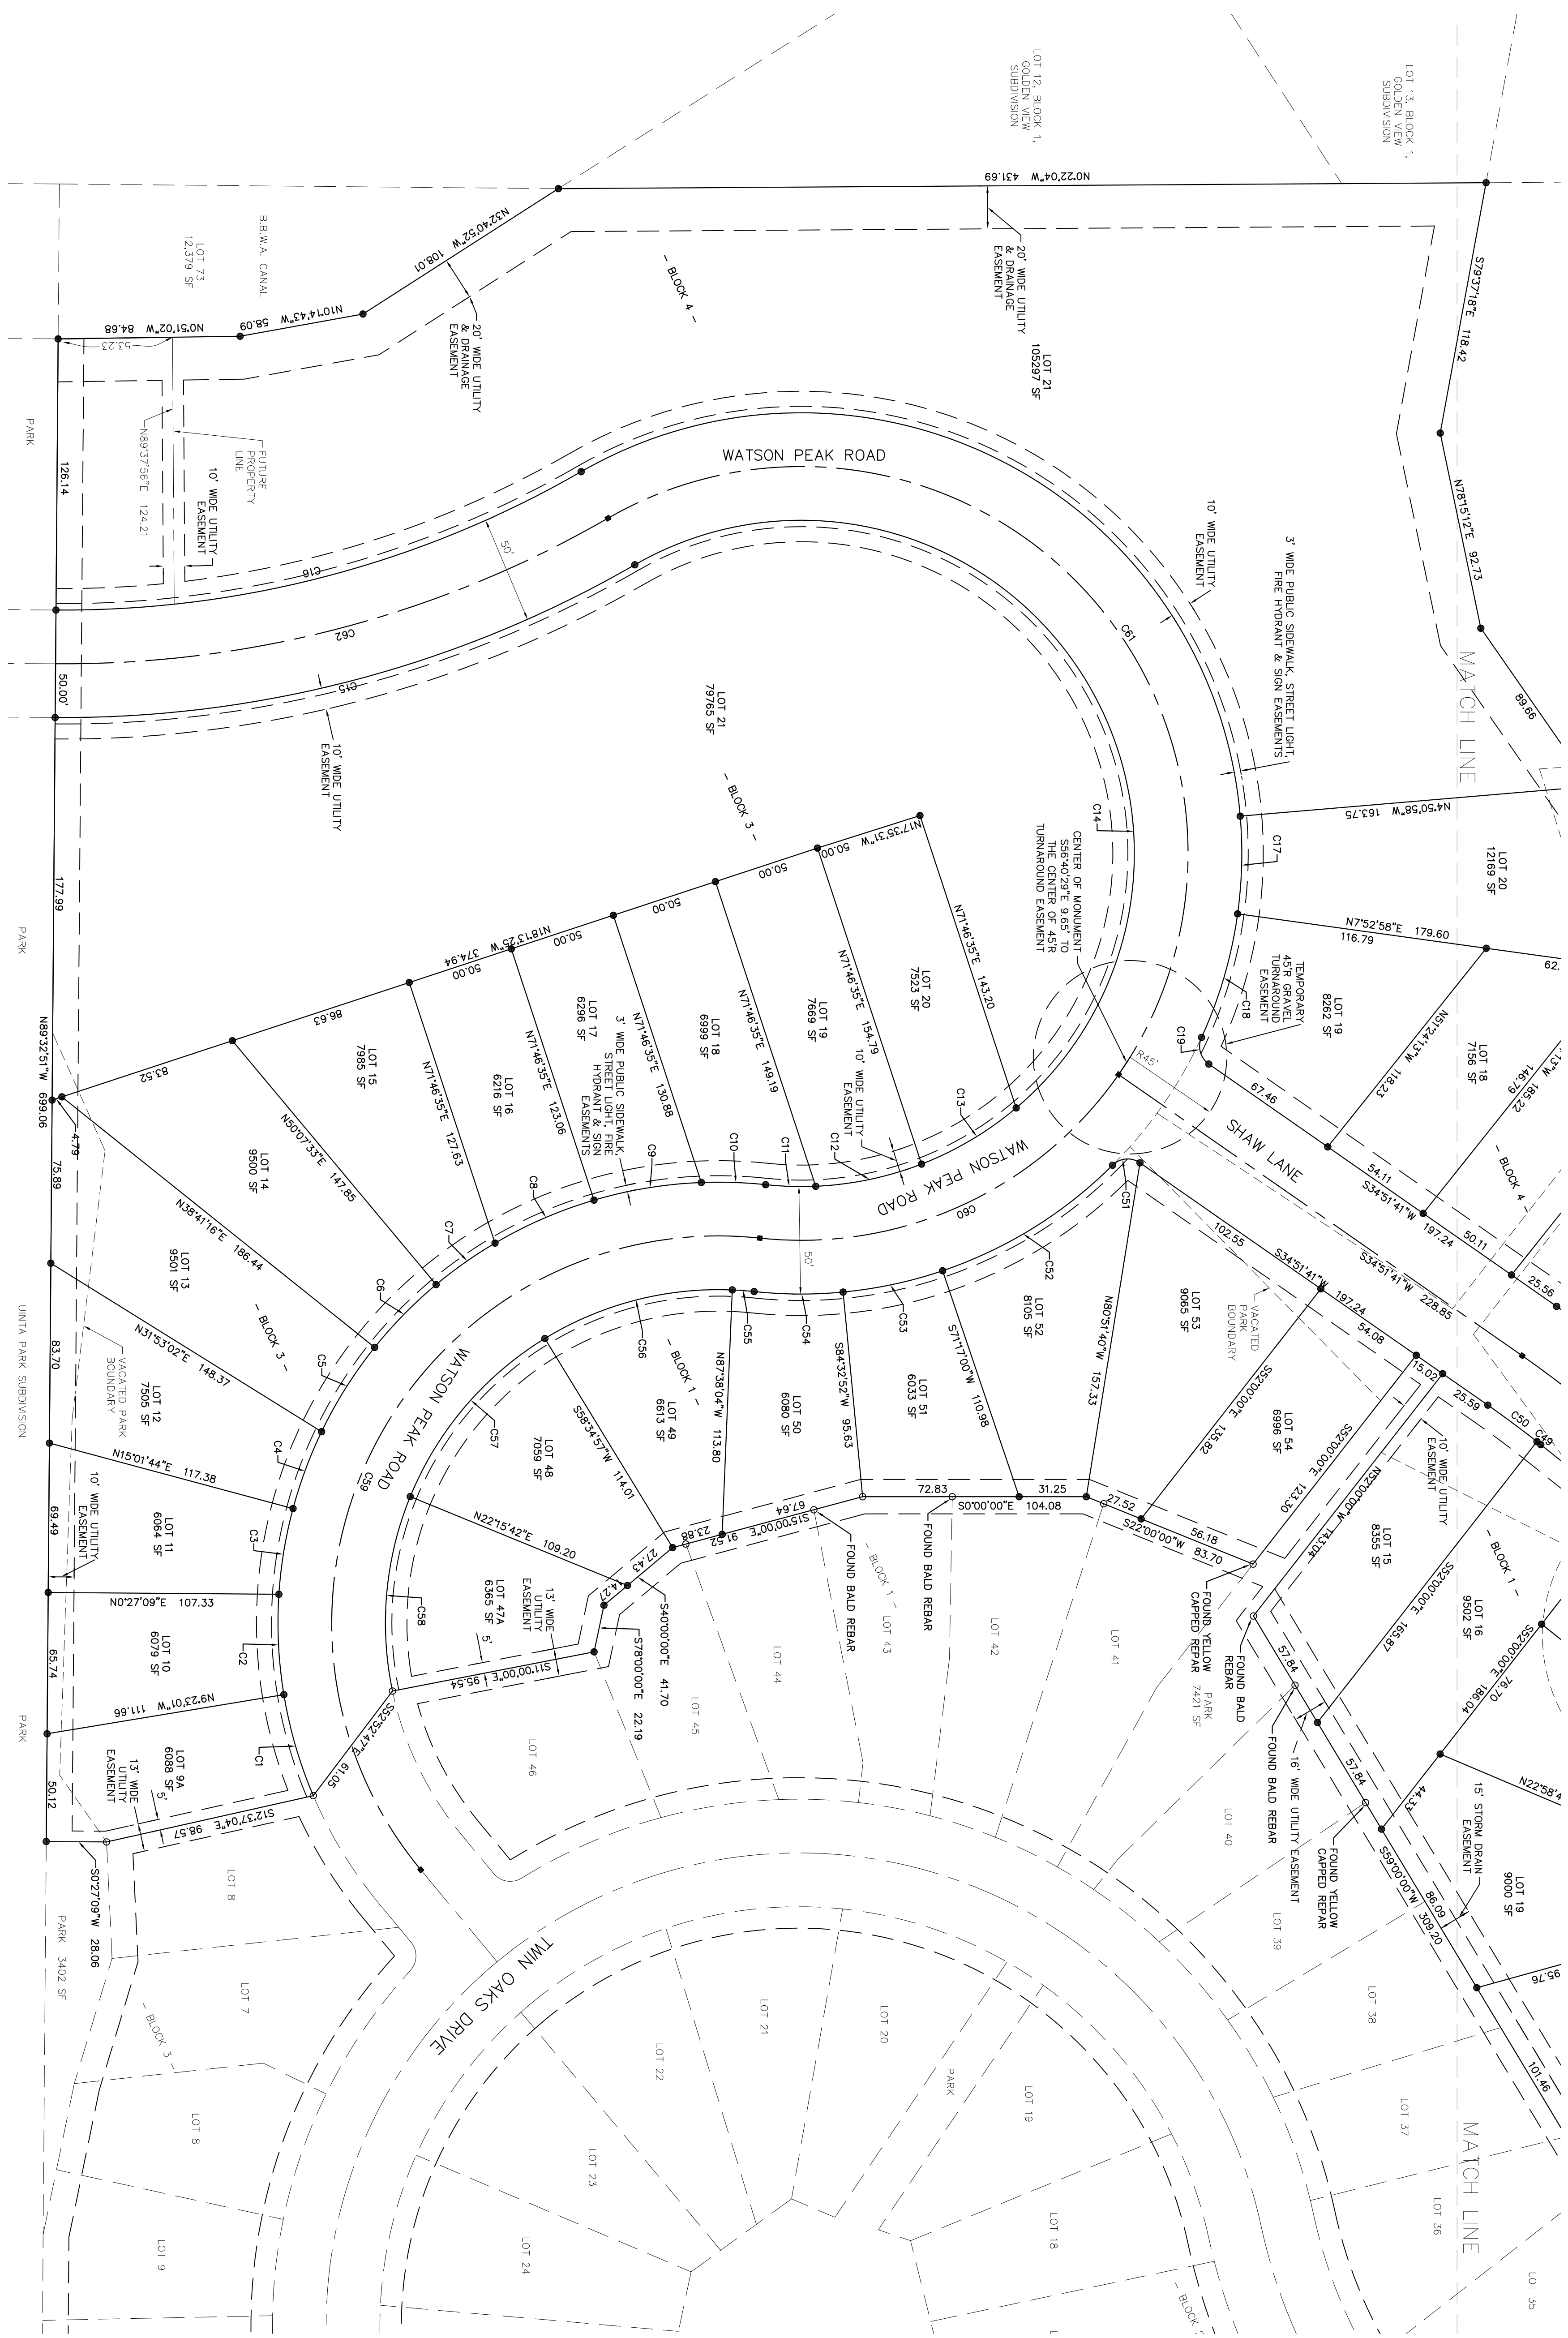 LOT 12, BLOCK 1,
GOLDEN VIEW
SUBDIVISION
LOT 13, BLOCK 1,
GOLDEN VIEW
SUBDIVISION
N0°22'04"W 431.69
S79°37'18"E 118.42
N78°15'12"E 92.73
89.66
MATCH LINE
N32°40'52"W 108.01
B.B.W.A. CANAL
LOT 73
12,379 SF
N10°14'43"W 58.09
N0°51'02"W 84.68
53.23
20' WIDE UTILITY
& DRAINAGE
EASEMENT
- BLOCK 4 -
20' WIDE UTILITY
& DRAINAGE
EASEMENT
LOT 21
105297 SF
PARK
126.14
N89°37'56"E 124.21
FUTURE
PROPERTY
LINE
10' WIDE UTILITY
EASEMENT
WATSON PEAK ROAD
50'
C16
C62
C15
50.00'
10' WIDE UTILITY
EASEMENT
C61
10' WIDE UTILITY
EASEMENT
3' WIDE PUBLIC SIDEWALK, STREET LIGHT,
FIRE HYDRANT & SIGN EASEMENTS
LOT 21
79765 SF
- BLOCK 3 -
C14
CENTER OF MONUMENT
S56°40'29"E 9.65' TO
THE CENTER OF 45'R
TURNAROUND EASEMENT
C17
N4°50'58"W 163.75
LOT 20
12169 SF
N7°52'58"E 179.60
116.79
62.
TEMPORARY
45'R GRAVEL
TURNAROUND
EASEMENT
LOT 19
8262 SF
C18
C19
R45'
N51°24'13"W 118.23
LOT 18
7156 SF
13"W 185.22
146.79
67.46
54.11
S34°51'41"W 197.24
50.11
25.56
- BLOCK 4 -
SHAW LANE
S34°51'41"W 228.85
177.99
PARK
N89°32'51"W 699.06
N17°35'31"W
50.00
50.00
50.00
50.00
50.00
N18°13'25"W 374.94
86.63
83.52
4.79
N71°46'35"E 143.20
LOT 20
7523 SF
N71°46'35"E 154.79
LOT 19
7669 SF
10' WIDE UTILITY
EASEMENT
N71°46'35"E 149.19
LOT 18
6999 SF
N71°46'35"E 130.88
LOT 17
6296 SF
3' WIDE PUBLIC SIDEWALK,
STREET LIGHT, FIRE
HYDRANT & SIGN
EASEMENTS
N71°46'35"E 123.06
LOT 16
6216 SF
N71°46'35"E 127.63
LOT 15
7985 SF
N50°07'33"E 147.85
LOT 14
9500 SF
N38°41'16"E 186.44
LOT 13
9501 SF
75.89
N31°53'02"E 148.37
83.70
VACATED PARK
BOUNDARY
LOT 12
7505 SF
UINTA PARK SUBDIVISION
N15°01'44"E 117.38
10' WIDE UTILITY
EASEMENT
69.49
LOT 11
6064 SF
N0°27'09"E 107.33
65.74
LOT 10
6079 SF
N9°23'01"W 111.66
PARK
50.12
LOT 9A
6088 SF
13' WIDE
UTILITY
EASEMENT
5'
S12°37'04"E 98.57
S0°27'09"W 28.06
S52°52'47"E 61.05
- BLOCK 3 -
C13
C12
C11
C10
C9
C8
C7
C6
C5
C4
C3
C2
C1
WATSON PEAK ROAD
C60
50'
WATSON PEAK ROAD
C59
C51
C52
C53
C54
C55
C56
C57
C58
102.55
S34°51'41"W 197.24
54.08
15.02
25.59
C50
C49
VACATED
PARK
BOUNDARY
LOT 53
9065 SF
N80°51'40"W 157.33
LOT 52
8105 SF
S71°17'00"W 110.98
LOT 51
6033 SF
S84°32'52"W 95.63
LOT 50
6080 SF
N87°38'04"W 113.80
- BLOCK 1 -
LOT 49
6613 SF
S58°34'57"W 114.01
LOT 48
7059 SF
N22°15'42"E 109.20
LOT 47A
6365 SF
5'
13' WIDE
UTILITY
EASEMENT
S11°00'00"E 95.54
S78°00'00"E 22.19
S40°00'00"E 41.70
14.27
27.43
23.88
91.52
S15°00'00"E
67.64
72.83
S0°00'00"E 104.08
31.25
27.52
S22°00'00"W 83.70
56.18
S52°00'00"E 135.82
LOT 54
6996 SF
S52°00'00"E 123.30
N52°00'00"W 143.04
10' WIDE UTILITY
EASEMENT
LOT 15
8355 SF
S52°00'00"E 165.87
- BLOCK 1 -
LOT 16
9502 SF
S52°00'00"E 186.04
76.70
44.33
N22°58'4
FOUND BALD REBAR
FOUND BALD REBAR
FOUND YELLOW
CAPPED REPAR
PARK
7421 SF
FOUND BALD
REBAR
FOUND BALD REBAR
16' WIDE UTILITY EASEMENT
FOUND YELLOW
CAPPED REPAR
57.84
57.84
S59°00'00"W 309.20
86.09
101.46
95.76
15' STORM DRAIN
EASEMENT
LOT 19
9000 SF
- BLOCK 1 -
LOT 41
LOT 42
LOT 43
LOT 44
LOT 45
LOT 46
LOT 40
LOT 39
LOT 38
LOT 37
LOT 36
LOT 35
MATCH LINE
LOT 8
LOT 7
PARK 3402 SF
- BLOCK 3 -
LOT 8
LOT 9
TWIN OAKS DRIVE
LOT 24
LOT 23
LOT 22
LOT 21
LOT 20
PARK
LOT 19
LOT 18
- BLOCK